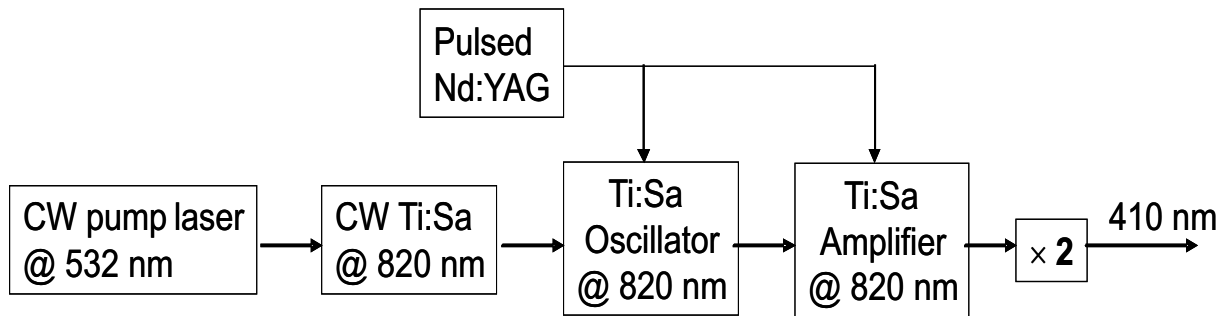 Pulsed
Nd:YAG
CW pump laser
@ 532 nm
CW Ti:Sa
@ 820 nm
Ti:Sa
Oscillator
@ 820 nm
Ti:Sa
Amplifier
@ 820 nm
× 2
410 nm